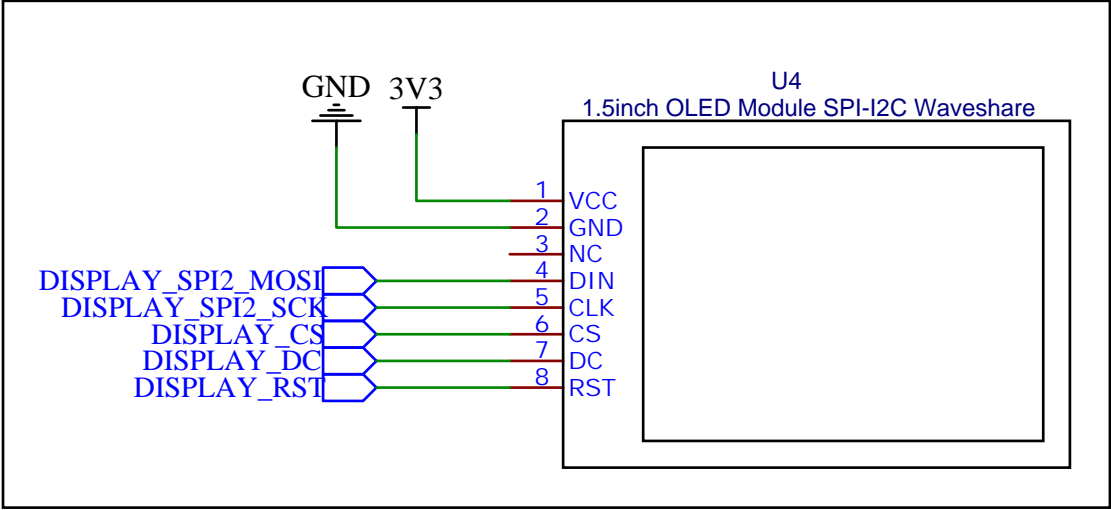 GND 3V3
U4
1.5inch OLED Module SPI-I2C Waveshare
1 VCC
2 GND
3 NC
DISPLAY_SPI2_MOSI 4 DIN
DISPLAY_SPI2_SCK 5 CLK
DISPLAY_CS 6 CS
DISPLAY_DC 7 DC
DISPLAY_RST 8 RST